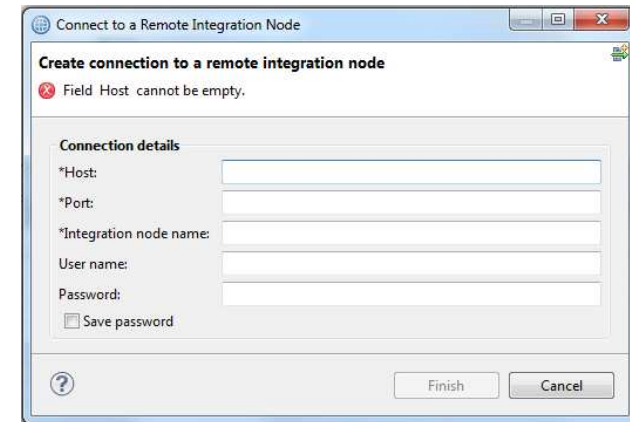 Connect to a Remote Integration Node
Create connection to a remote integration node
Field Host cannot be empty.
Connection details
*Host:
*Port:
*Integration node name:
User name:
Password:
Save password
?
Finish
Cancel